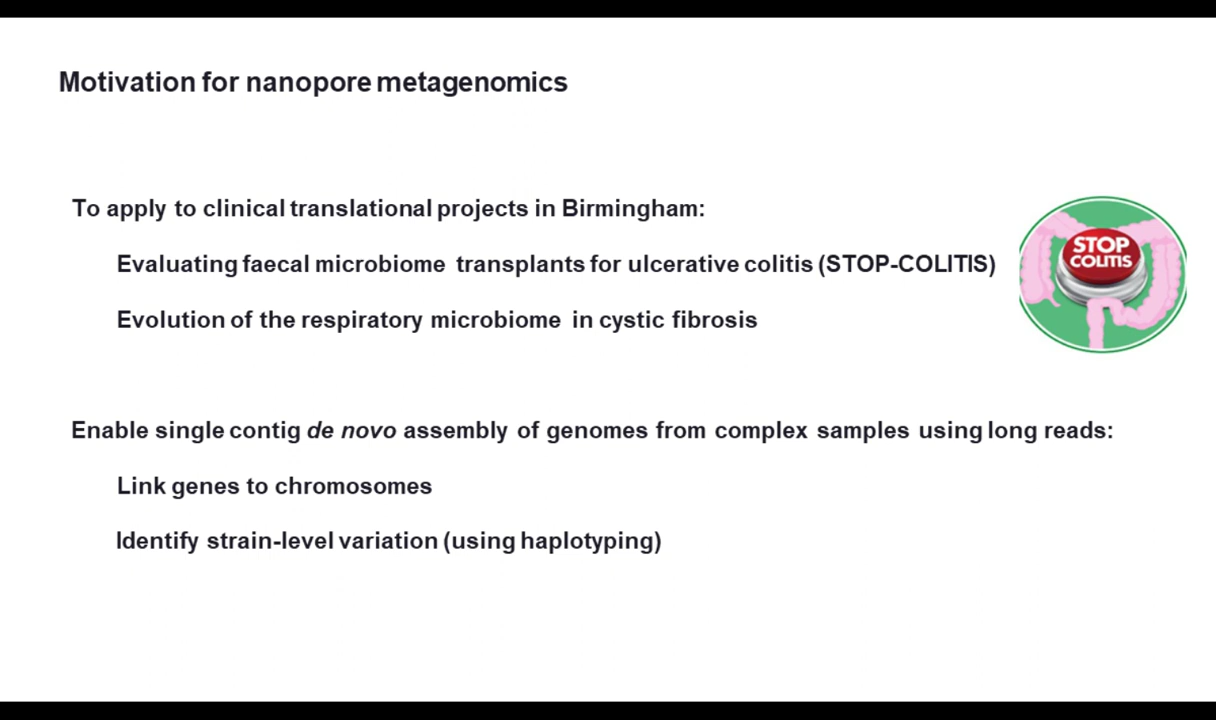 Motivation for nanopore metagenomics
To apply to clinical translational projects in Birmingham:
Evaluating faecal microbiome transplants for ulcerative colitis (STOP-COLITIS)
STOP
COLITIS
Evolution of the respiratory microbiome in cystic fibrosis
Enable single contig de novo assembly of genomes from complex samples using long reads:
Link genes to chromosomes
Identify strain-level variation (using haplotyping)